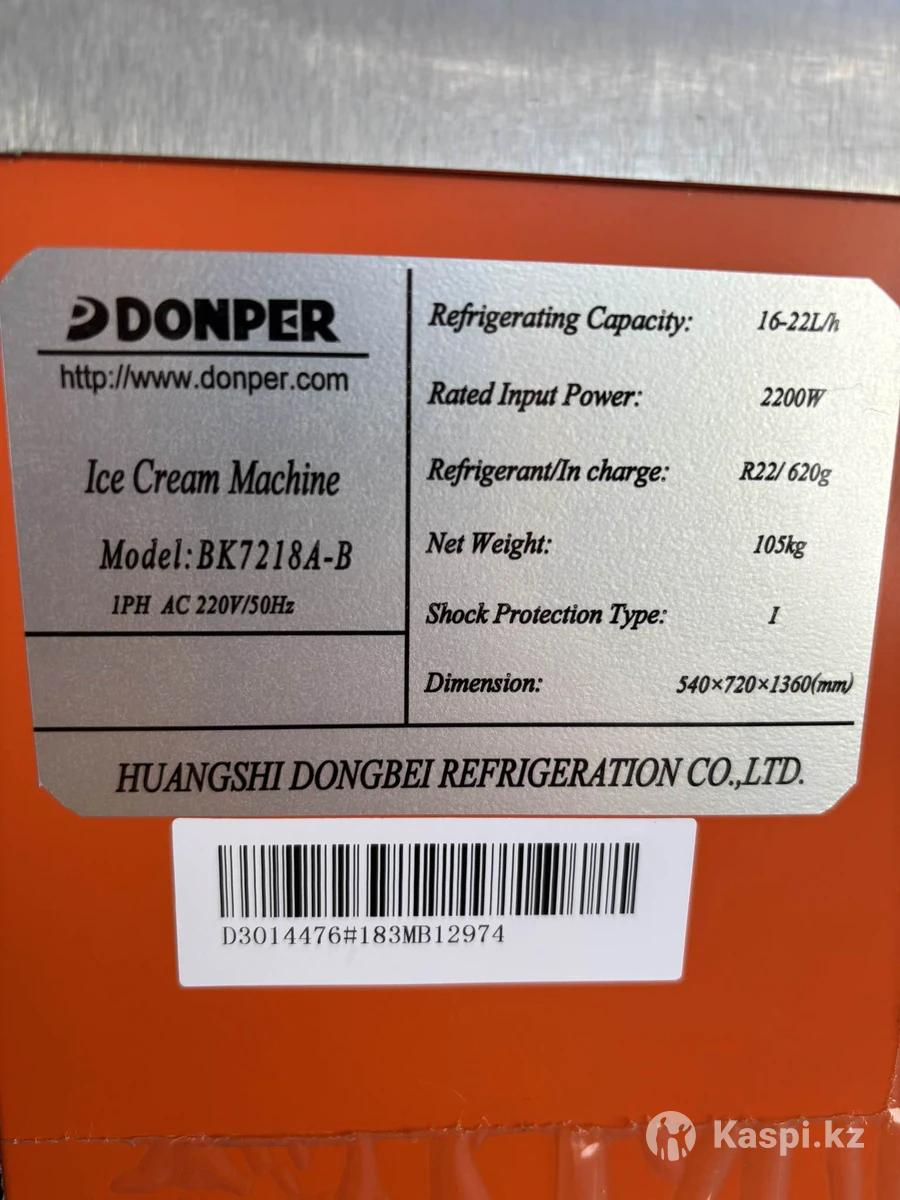 DONPER
http://www.donper.com
Ice Cream Machine
Model:BK7218A-B
1PH AC 220V/50Hz
Refrigerating Capacity: 16-22L/h
Rated Input Power: 2200W
Refrigerant/In charge: R22/ 620g
Net Weight: 105kg
Shock Protection Type: I
Dimension: 540×720×1360(mm)
HUANGSHI DONGBEI REFRIGERATION CO.,LTD.
D3014476#183MB12974
Kaspi.kz